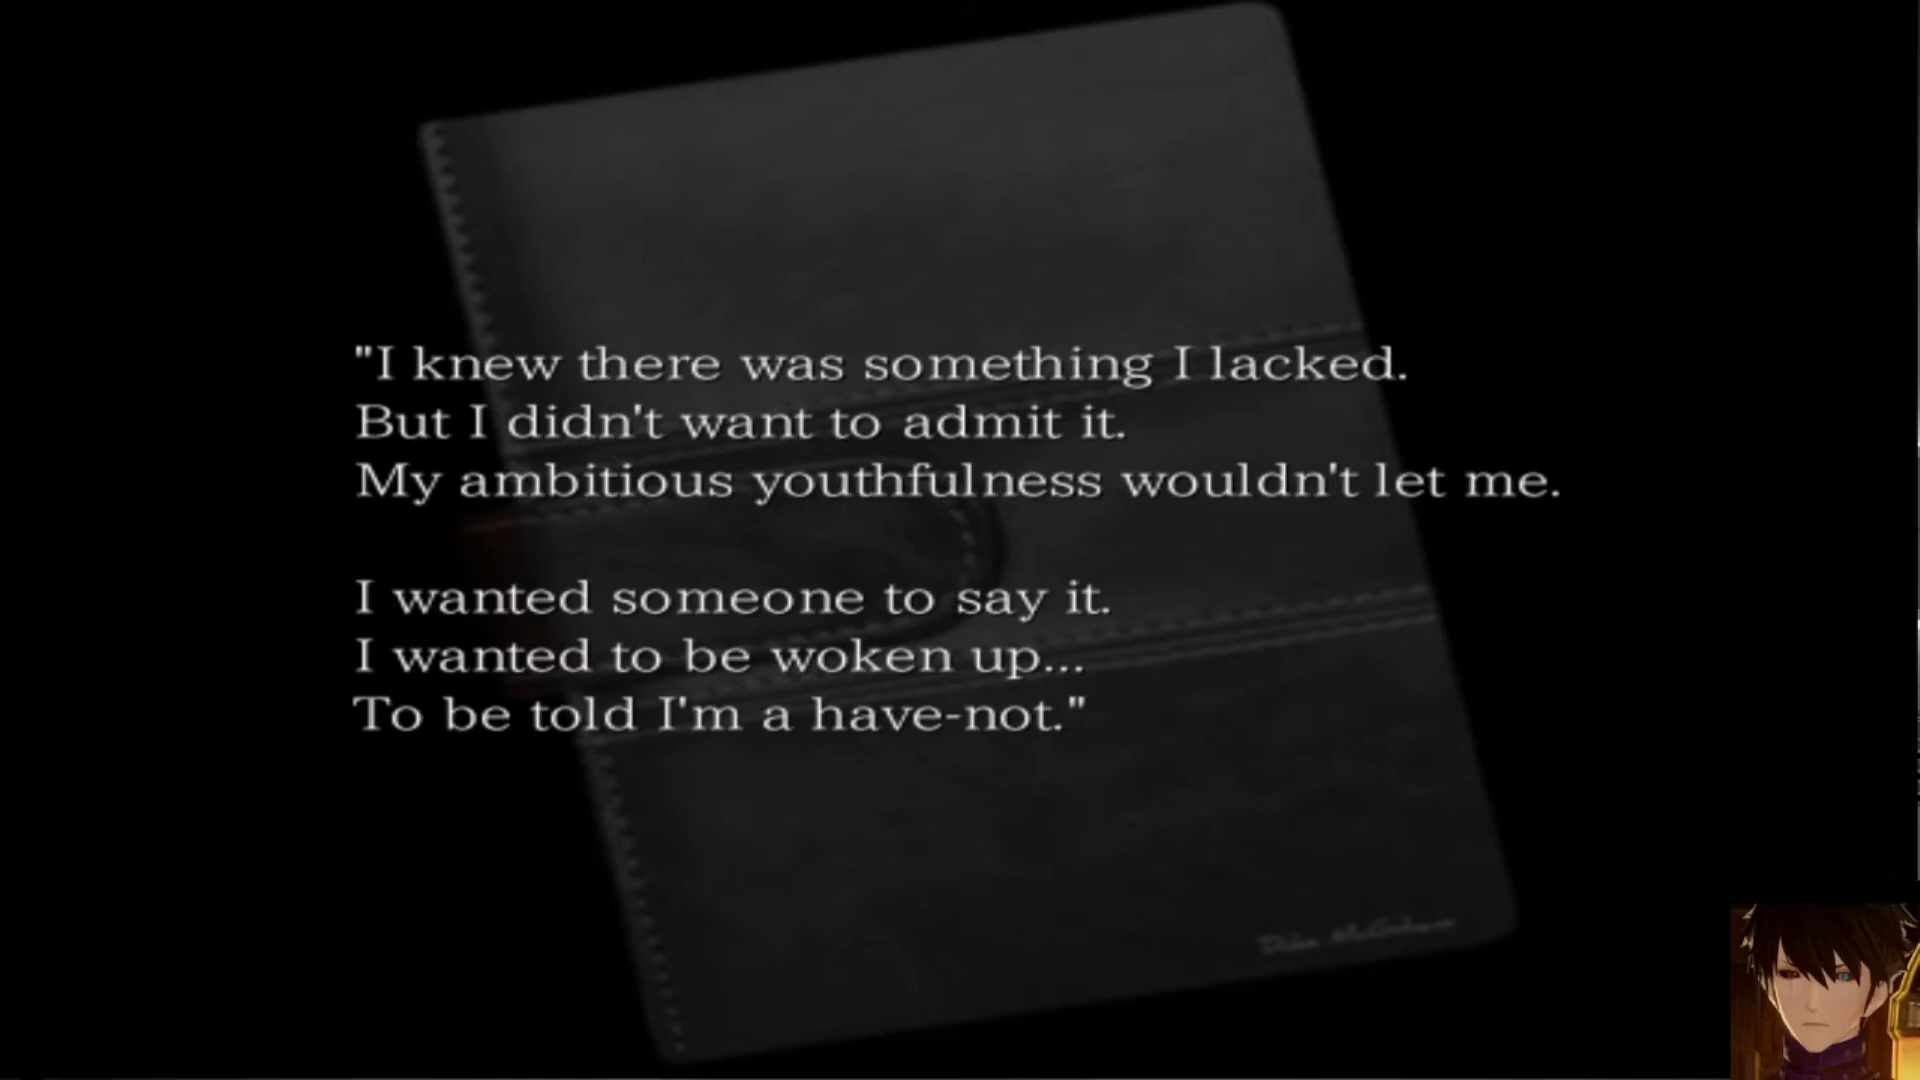 "I knew there was something I lacked.
But I didn't want to admit it.
My ambitious youthfulness wouldn't let me.
I wanted someone to say it.
I wanted to be woken up...
To be told I'm a have-not."